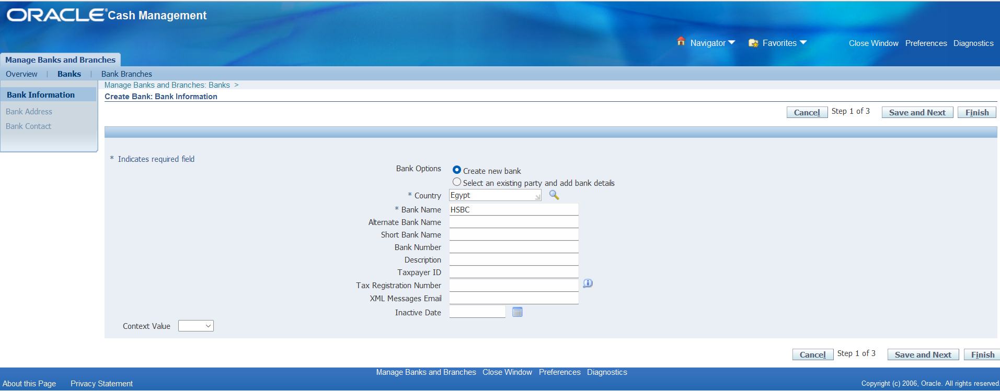 ORACLE® Cash Management
Navigator Favorites Close Window Preferences Diagnostics
Manage Banks and Branches
Overview | Banks | Bank Branches
Manage Banks and Branches: Banks >
Bank Information
Bank Address
Bank Contact
Create Bank: Bank Information
Cancel Step 1 of 3 Save and Next Finish
* Indicates required field
Bank Options Create new bank
Select an existing party and add bank details
* Country Egypt
* Bank Name HSBC
Alternate Bank Name
Short Bank Name
Bank Number
Description
Taxpayer ID
Tax Registration Number
XML Messages Email
Inactive Date
Context Value
Cancel Step 1 of 3 Save and Next Finish
Manage Banks and Branches Close Window Preferences Diagnostics
About this Page Privacy Statement Copyright (c) 2006, Oracle. All rights reserved.